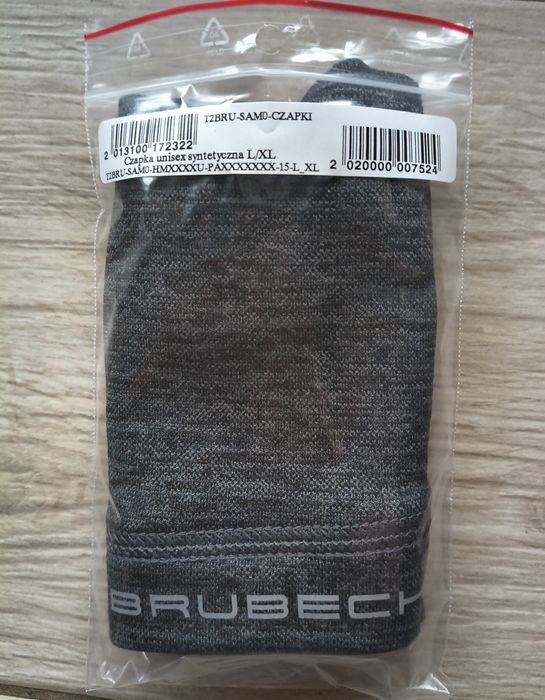 T2BRU-SAM0-CZAPKI
2 013100 172322
Czapka unisex syntetyczna L/XL
T2BRU-SAM0-HMXXXXU-PAXXXXXXX-15-L_XL
2 020000 007524
BRUBECK